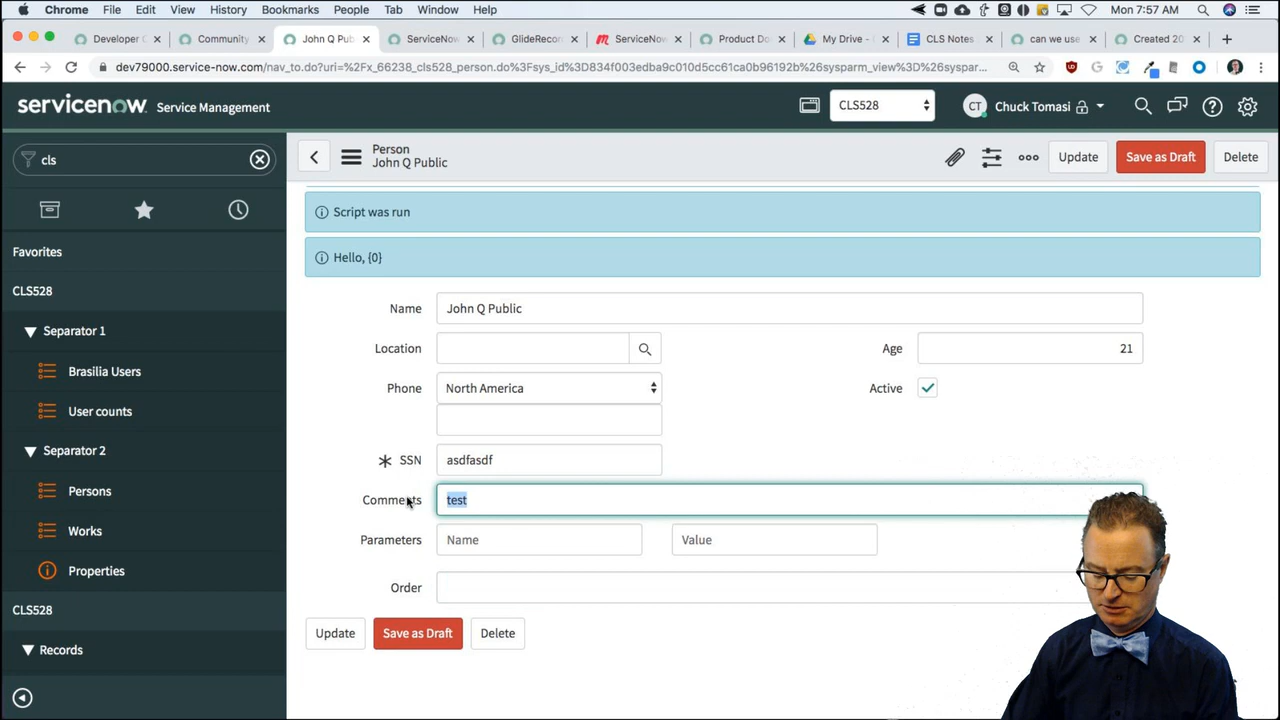 Chrome File Edit View History Bookmarks People Tab Window Help Mon 7:57 AM
Developer C Community John Q Pub ServiceNow GlideRecor ServiceNow Product Do My Drive - CLS Notes can we use Created 20
dev79000.service-now.com/nav_to.do?uri=%2Fx_66238_cls528_person.do%3Fsys_id%3D834f003edba9c010d5cc61ca0b96192b%26sysparm_view%3D%26syspar...
servicenow Service Management CLS528 CT Chuck Tomasi
cls
Person
John Q Public
Update Save as Draft Delete
Script was run
Hello, {0}
Favorites
CLS528
Separator 1
Brasilia Users
User counts
Separator 2
Persons
Works
Properties
CLS528
Records
Name John Q Public
Location Age 21
Phone North America Active
SSN asdfasdf
Comments test
Parameters Name Value
Order
Update Save as Draft Delete